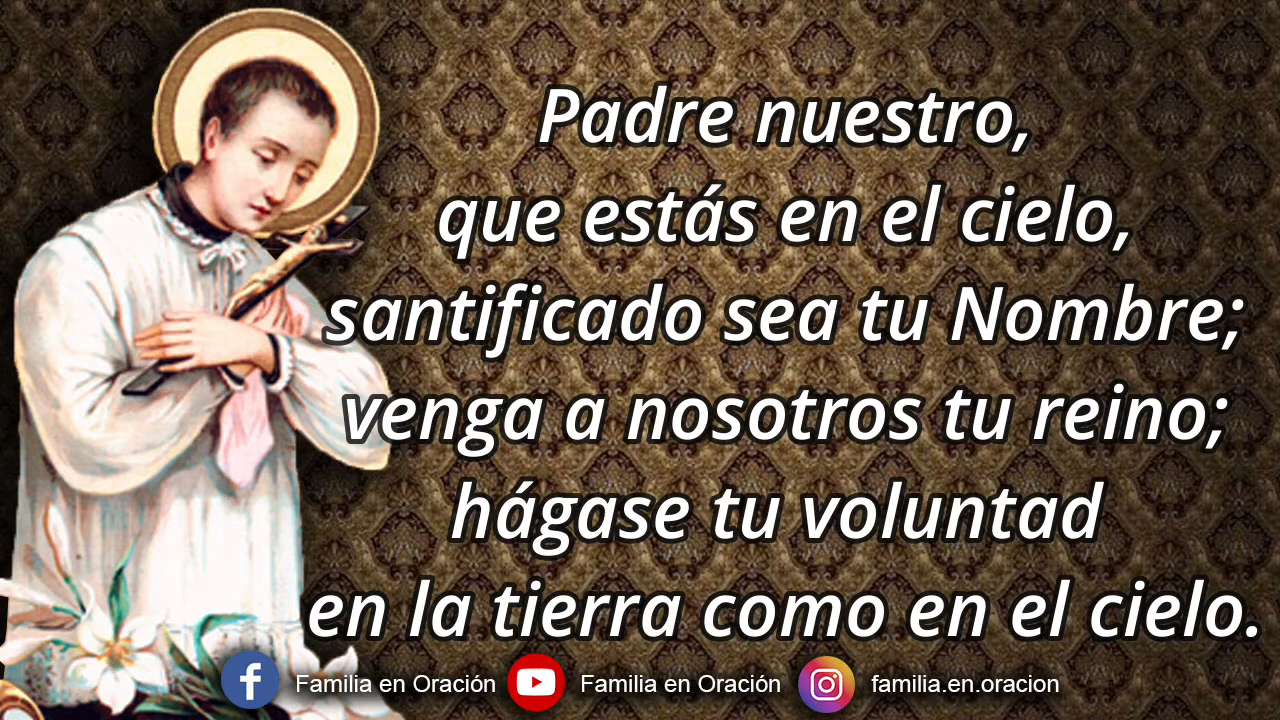 Padre nuestro,
que estás en el cielo,
santificado sea tu Nombre;
venga a nosotros tu reino;
hágase tu voluntad
en la tierra como en el cielo.
Familia en Oración Familia en Oración familia.en.oracion